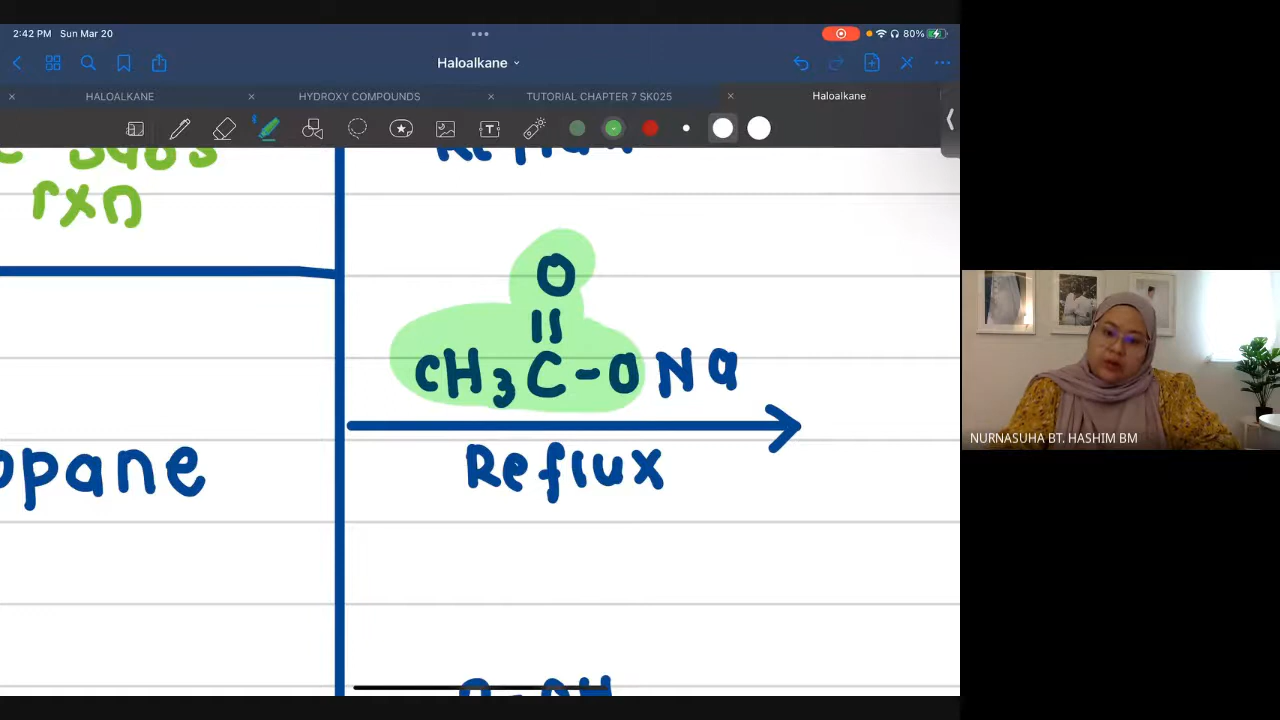 2:42 PM Sun Mar 20
80%
Haloalkane
HALOALKANE
HYDROXY COMPOUNDS
TUTORIAL CHAPTER 7 SK025
Haloalkane
rxn
O
CH3C-ONa
Reflux
opane
NURNASUHA BT. HASHIM BM